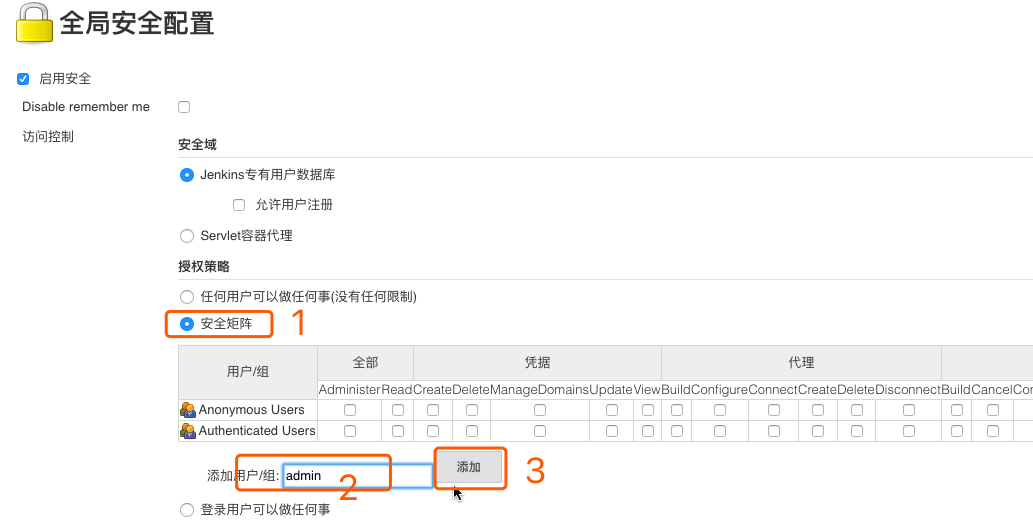 全局安全配置
启用安全
Disable remember me
访问控制
安全域
Jenkins专有用户数据库
允许用户注册
Servlet容器代理
授权策略
任何用户可以做任何事(没有任何限制)
安全矩阵 1
用户/组 全部 凭据 代理
Administer Read Create Delete ManageDomains Update View Build Configure Connect Create Delete Disconnect Build Cancel Con
Anonymous Users
Authenticated Users
添加用户/组: admin 2 添加 3
登录用户可以做任何事